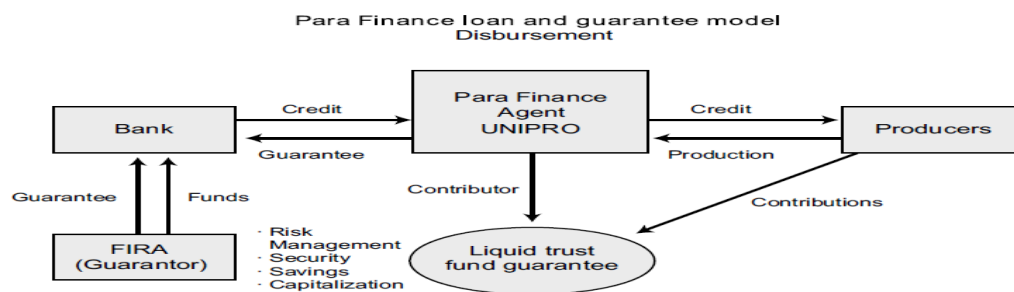 Para Finance loan and guarantee model
Disbursement
Para Finance
Agent
UNIPRO
Credit
Credit
Bank
Producers
Guarantee
Production
Guarantee
Funds
Contributor
Contributions
FIRA
(Guarantor)
· Risk
Management
· Security
· Savings
· Capitalization
Liquid trust
fund guarantee